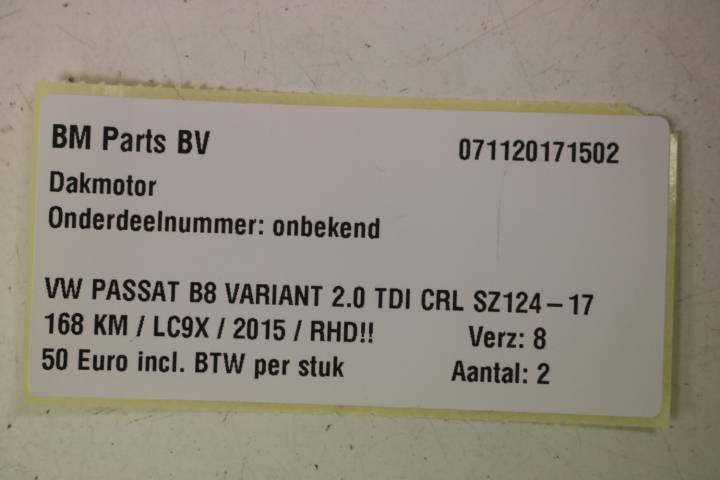 BM Parts BV 071120171502
Dakmotor
Onderdeelnummer: onbekend
VW PASSAT B8 VARIANT 2.0 TDI CRL SZ124-17
168 KM / LC9X / 2015 / RHD!! Verz: 8
50 Euro incl. BTW per stuk Aantal: 2